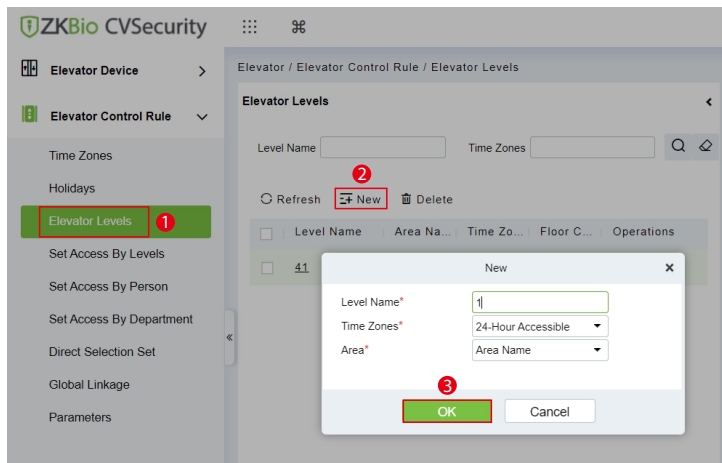 ZKBio CVSecurity
Elevator Device
Elevator Control Rule
Time Zones
Holidays
Elevator Levels
1
Set Access By Levels
Set Access By Person
Set Access By Department
Direct Selection Set
Global Linkage
Parameters
Elevator / Elevator Control Rule / Elevator Levels
Elevator Levels
Level Name
Time Zones
2
Refresh New Delete
Level Name Area Na... Time Zo... Floor C... Operations
41
New
Level Name* 1
Time Zones* 24-Hour Accessible
Area* Area Name
3
OK Cancel